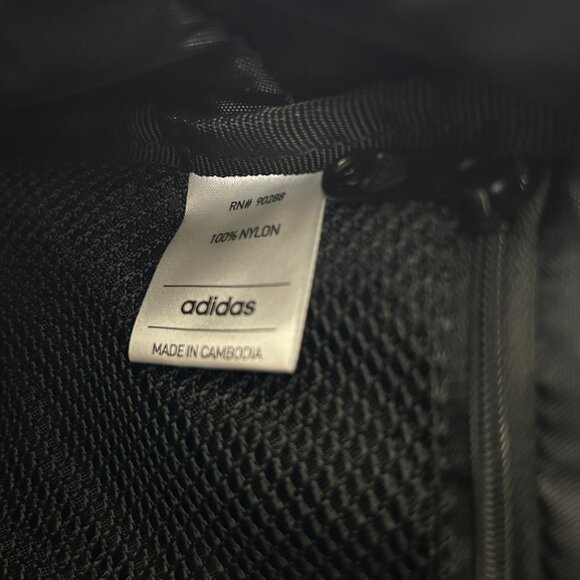 RN# 90288
100% NYLON
adidas
MADE IN CAMBODIA